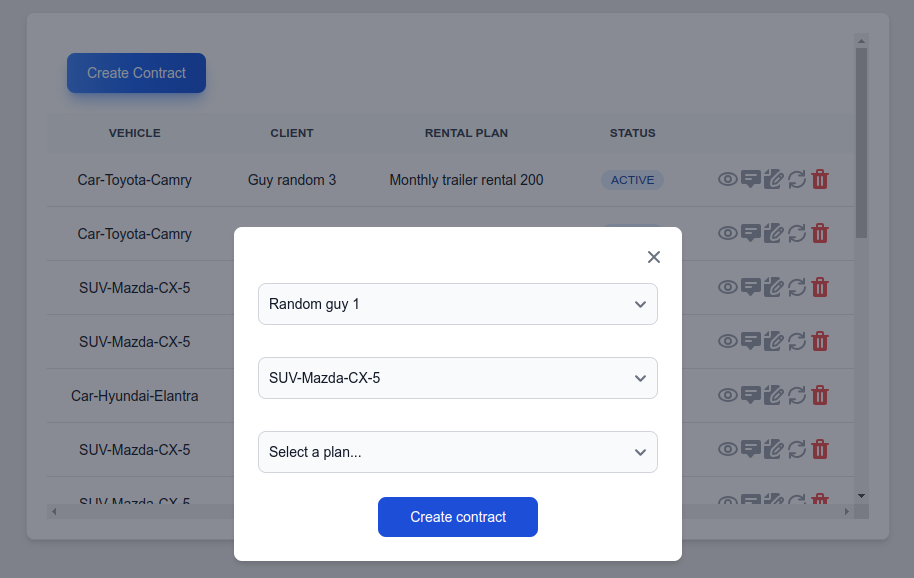 Create Contract
VEHICLE CLIENT RENTAL PLAN STATUS
Car-Toyota-Camry Guy random 3 Monthly trailer rental 200 ACTIVE
Car-Toyota-Camry
SUV-Mazda-CX-5
SUV-Mazda-CX-5
Car-Hyundai-Elantra
SUV-Mazda-CX-5
SUV-Mazda-CX-5
Random guy 1
SUV-Mazda-CX-5
Select a plan...
Create contract